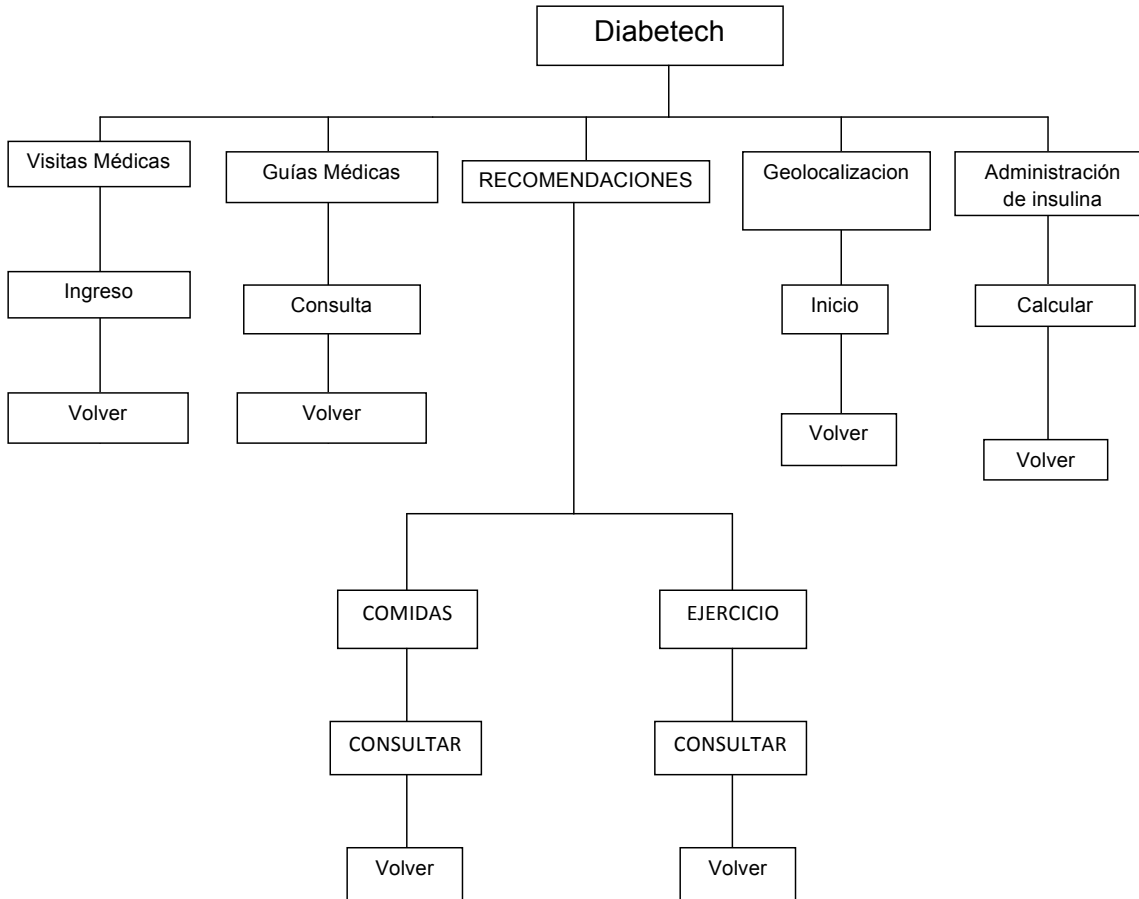 Diabetech
Visitas Médicas
Guías Médicas
RECOMENDACIONES
Geolocalizacion
Administración
de insulina
Ingreso
Consulta
Inicio
Calcular
Volver
Volver
Volver
Volver
COMIDAS
EJERCICIO
CONSULTAR
CONSULTAR
Volver
Volver